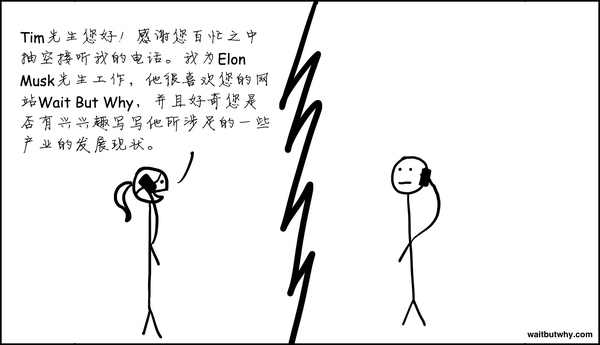 Tim先生您好！感谢您百忙之中
抽空接听我的电话。我为Elon
Musk先生工作，他很喜欢您的网
站Wait But Why，并且好奇您是
否有兴兴趣写写他所涉足的一些
产业的发展现状。
waitbutwhy.com